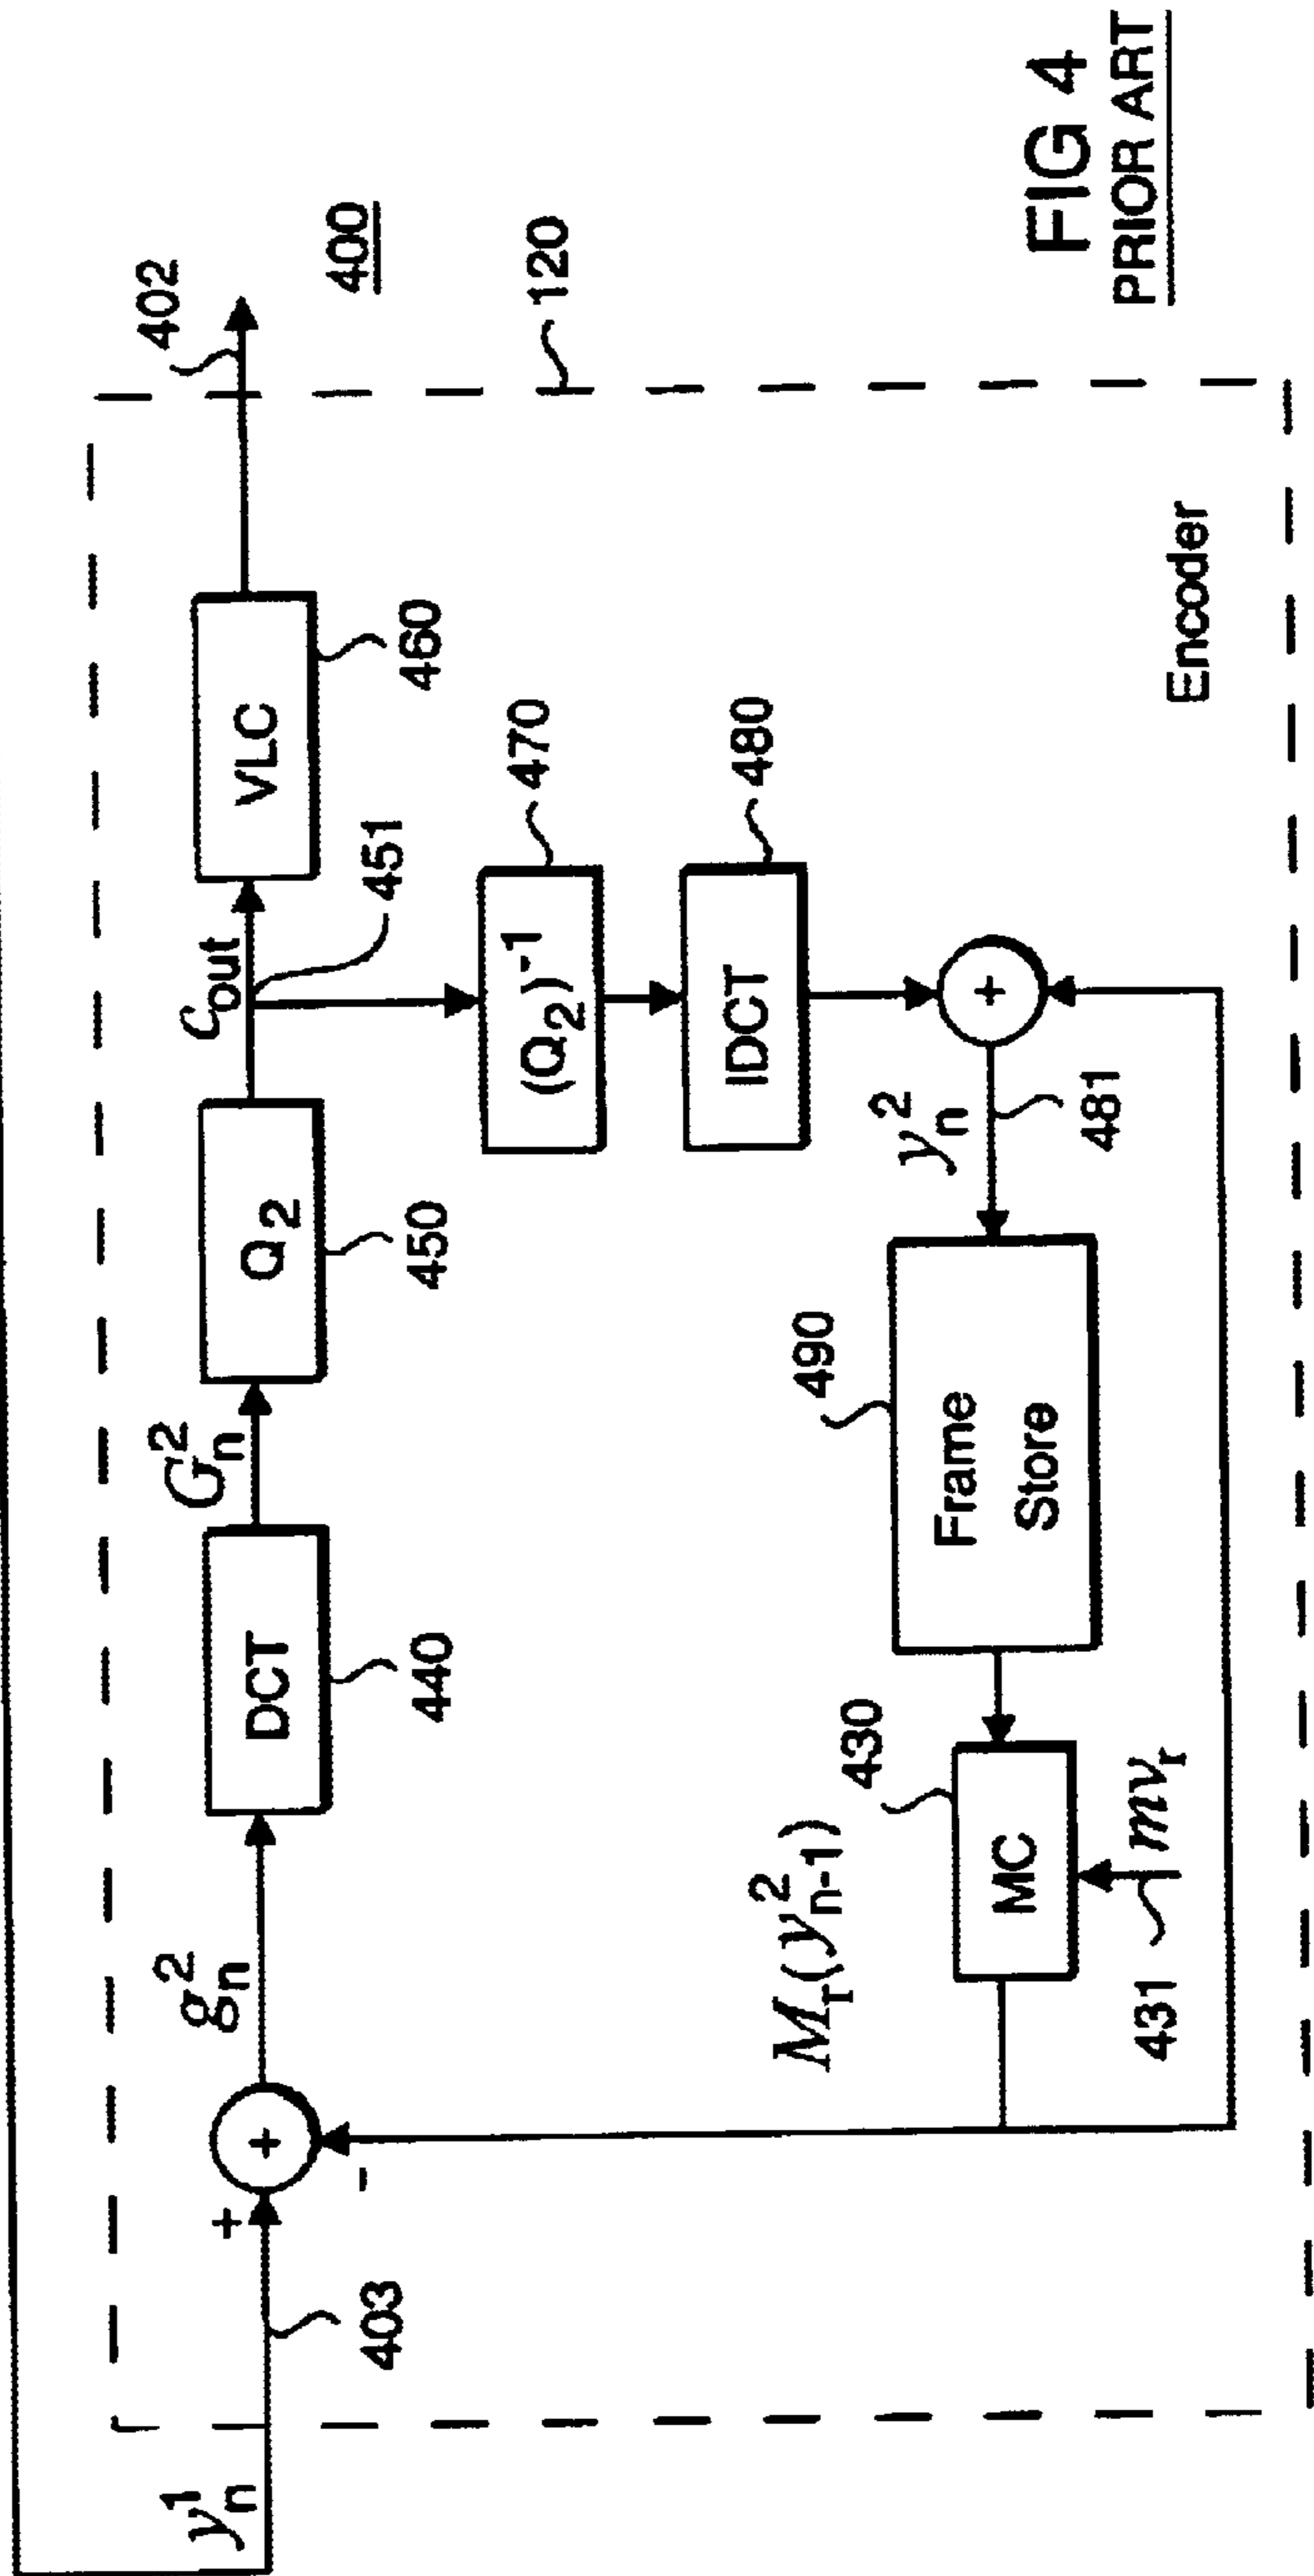 y_n^1
403
+
+
-
g_n^2
DCT
440
G_n^2
Q_2
450
C_out
451
VLC
460
402
400
120
(Q_2)^-1
470
IDCT
480
+
y_n^2
481
Frame
Store
490
MC
430
M_r(y_n-1^2)
mv_r
431
Encoder
FIG 4
PRIOR ART